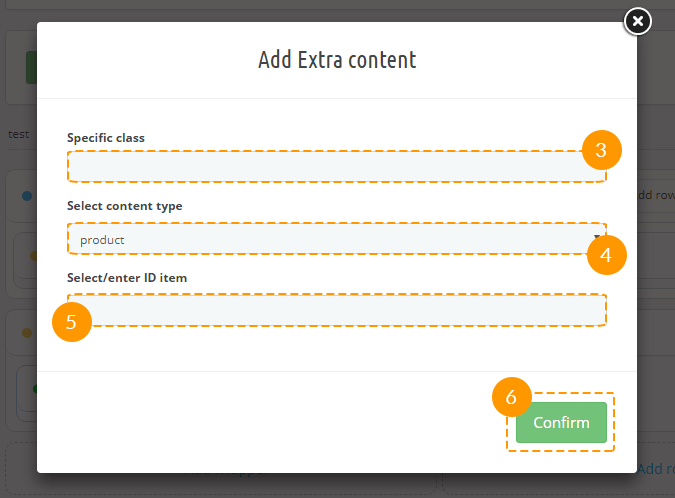 Add Extra content
test
Specific class
3
dd row
Select content type
product
4
Select/enter ID item
5
6
Confirm
Add ro